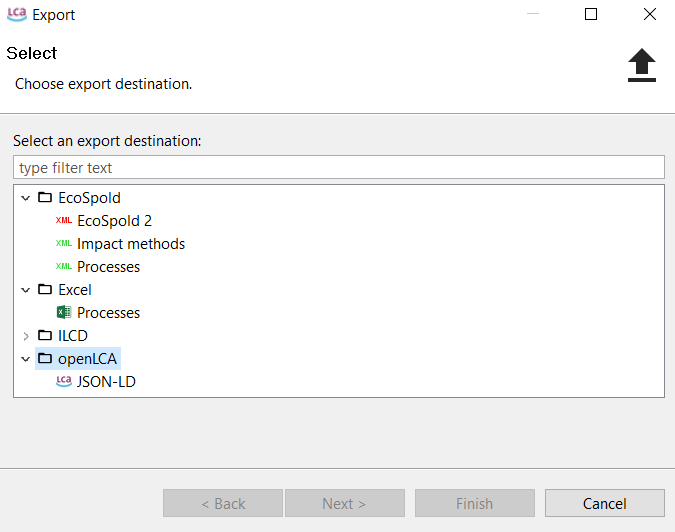 LCA Export
Select
Choose export destination.
Select an export destination:
type filter text
EcoSpold
XML EcoSpold 2
XML Impact methods
XML Processes
Excel
Processes
ILCD
openLCA
LCA JSON-LD
< Back Next > Finish Cancel